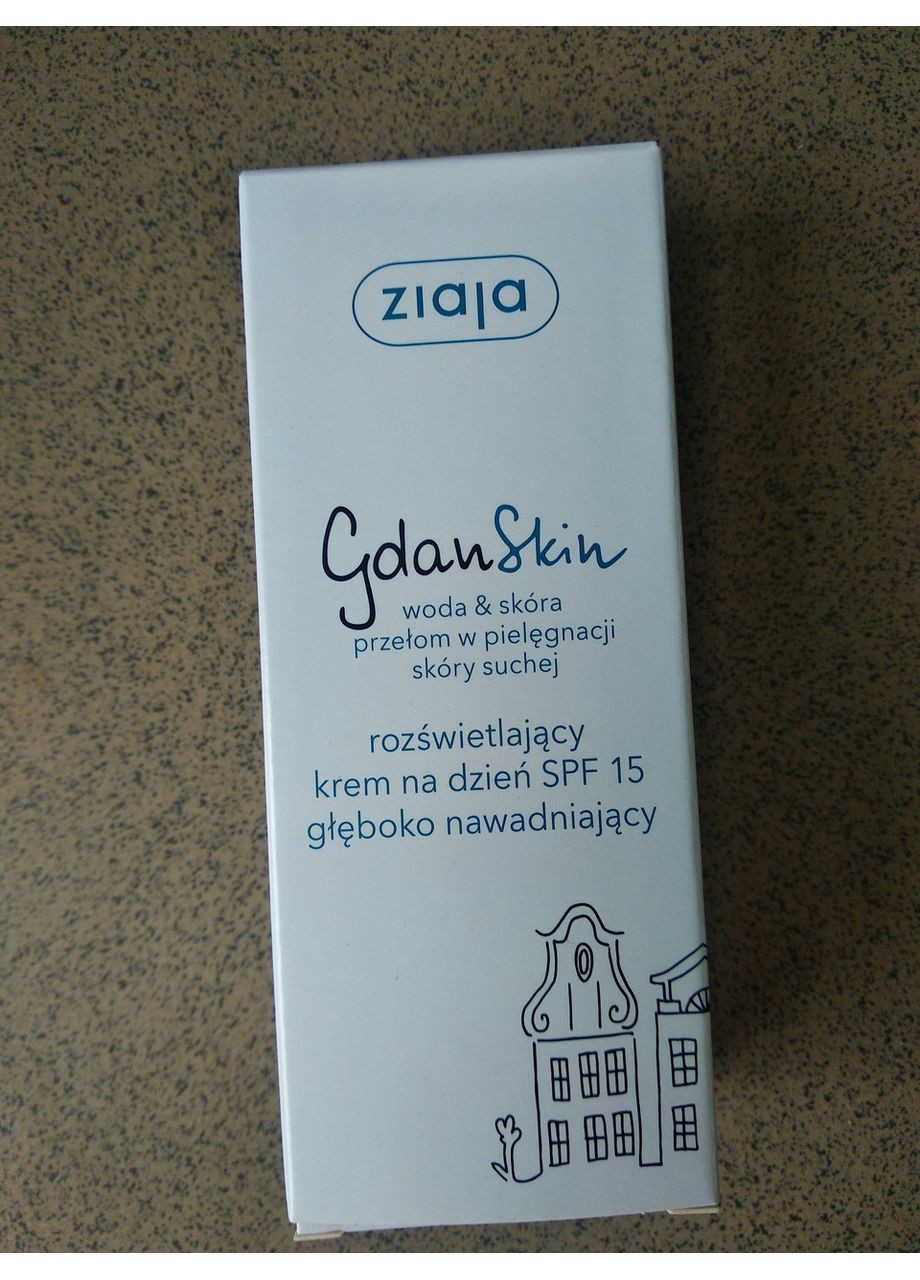 ziaja
GdanSkin
woda & skóra
przełom w pielęgnacji
skóry suchej
rozświetlający
krem na dzień SPF 15
głęboko nawadniający